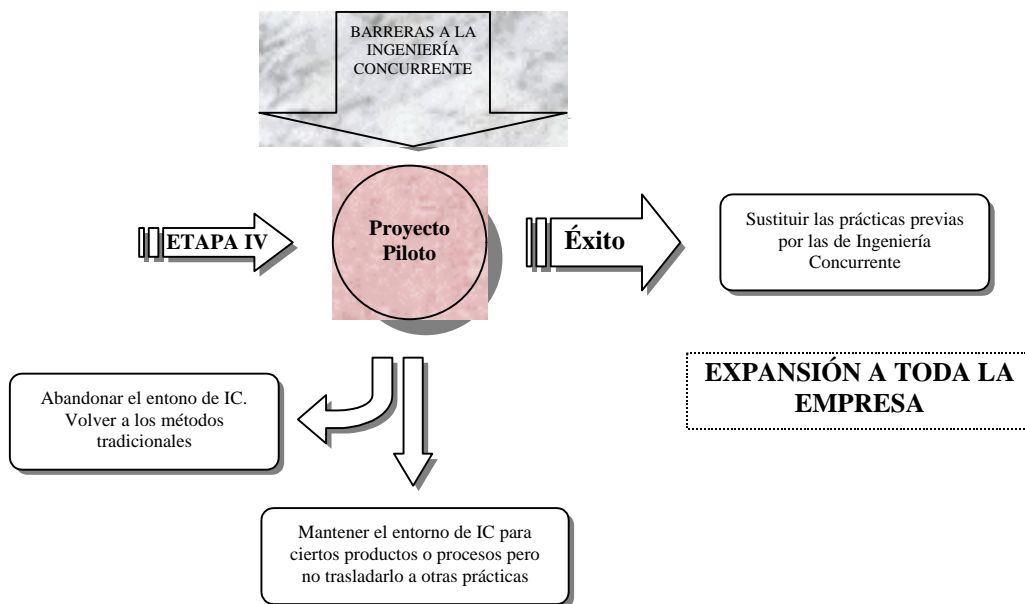 BARRERAS A LA
INGENIERÍA
CONCURRENTE
ETAPA IV
Proyecto
Piloto
Éxito
Sustituir las prácticas previas
por las de Ingeniería
Concurrente
EXPANSIÓN A TODA LA
EMPRESA
Abandonar el entono de IC.
Volver a los métodos
tradicionales
Mantener el entorno de IC para
ciertos productos o procesos pero
no trasladarlo a otras prácticas